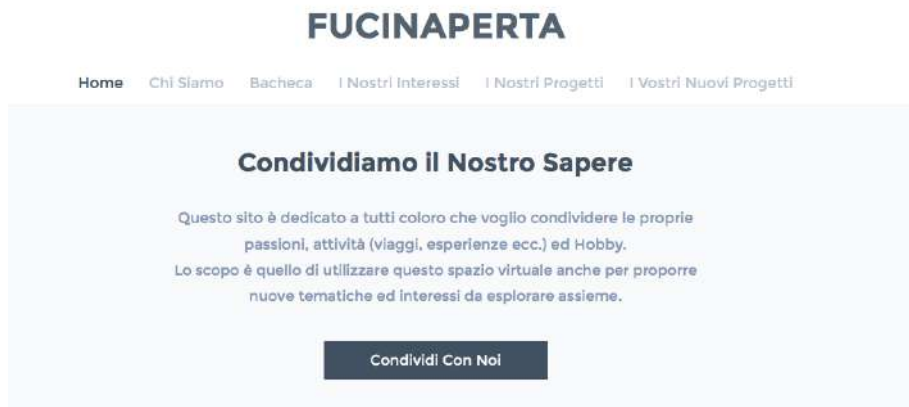 FUCINAPERTA
Home Chi Siamo Bacheca I Nostri Interessi I Nostri Progetti I Vostri Nuovi Progetti
Condividiamo il Nostro Sapere
Questo sito è dedicato a tutti coloro che voglio condividere le proprie
passioni, attività (viaggi, esperienze ecc.) ed Hobby.
Lo scopo è quello di utilizzare questo spazio virtuale anche per proporre
nuove tematiche ed interessi da esplorare assieme.
Condividi Con Noi